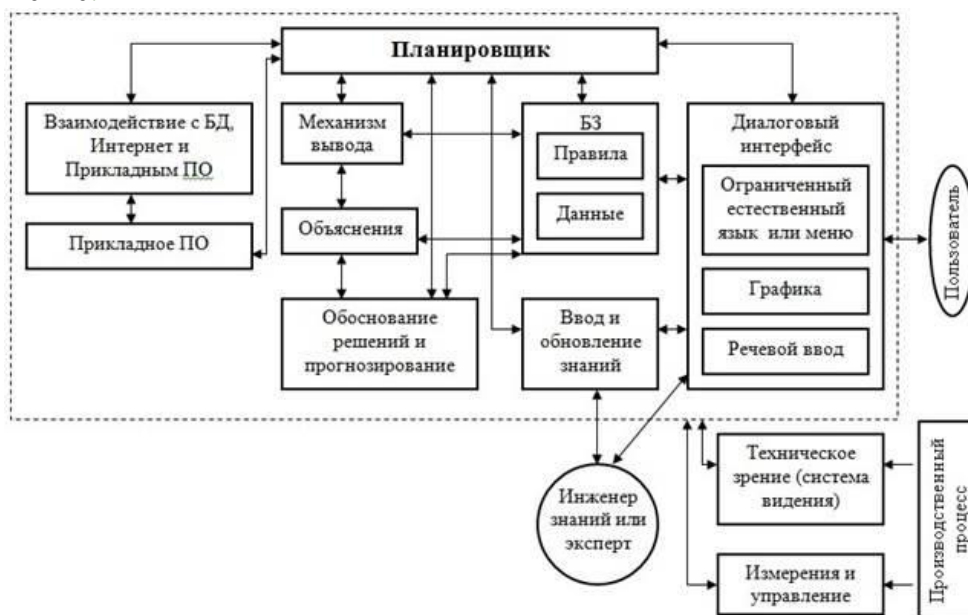 Планировщик
Взаимодействие с БД,
Интернет и
Прикладным ПО
Прикладное ПО
Механизм
вывода
Объяснения
Обоснование
решений и
прогнозирование
БЗ
Правила
Данные
Ввод и
обновление
знаний
Диалоговый
интерфейс
Ограниченный
естественный
язык или меню
Графика
Речевой ввод
Пользователь
Инженер
знаний или
эксперт
Техническое
зрение (система
видения)
Измерения и
управление
Производственный
процесс